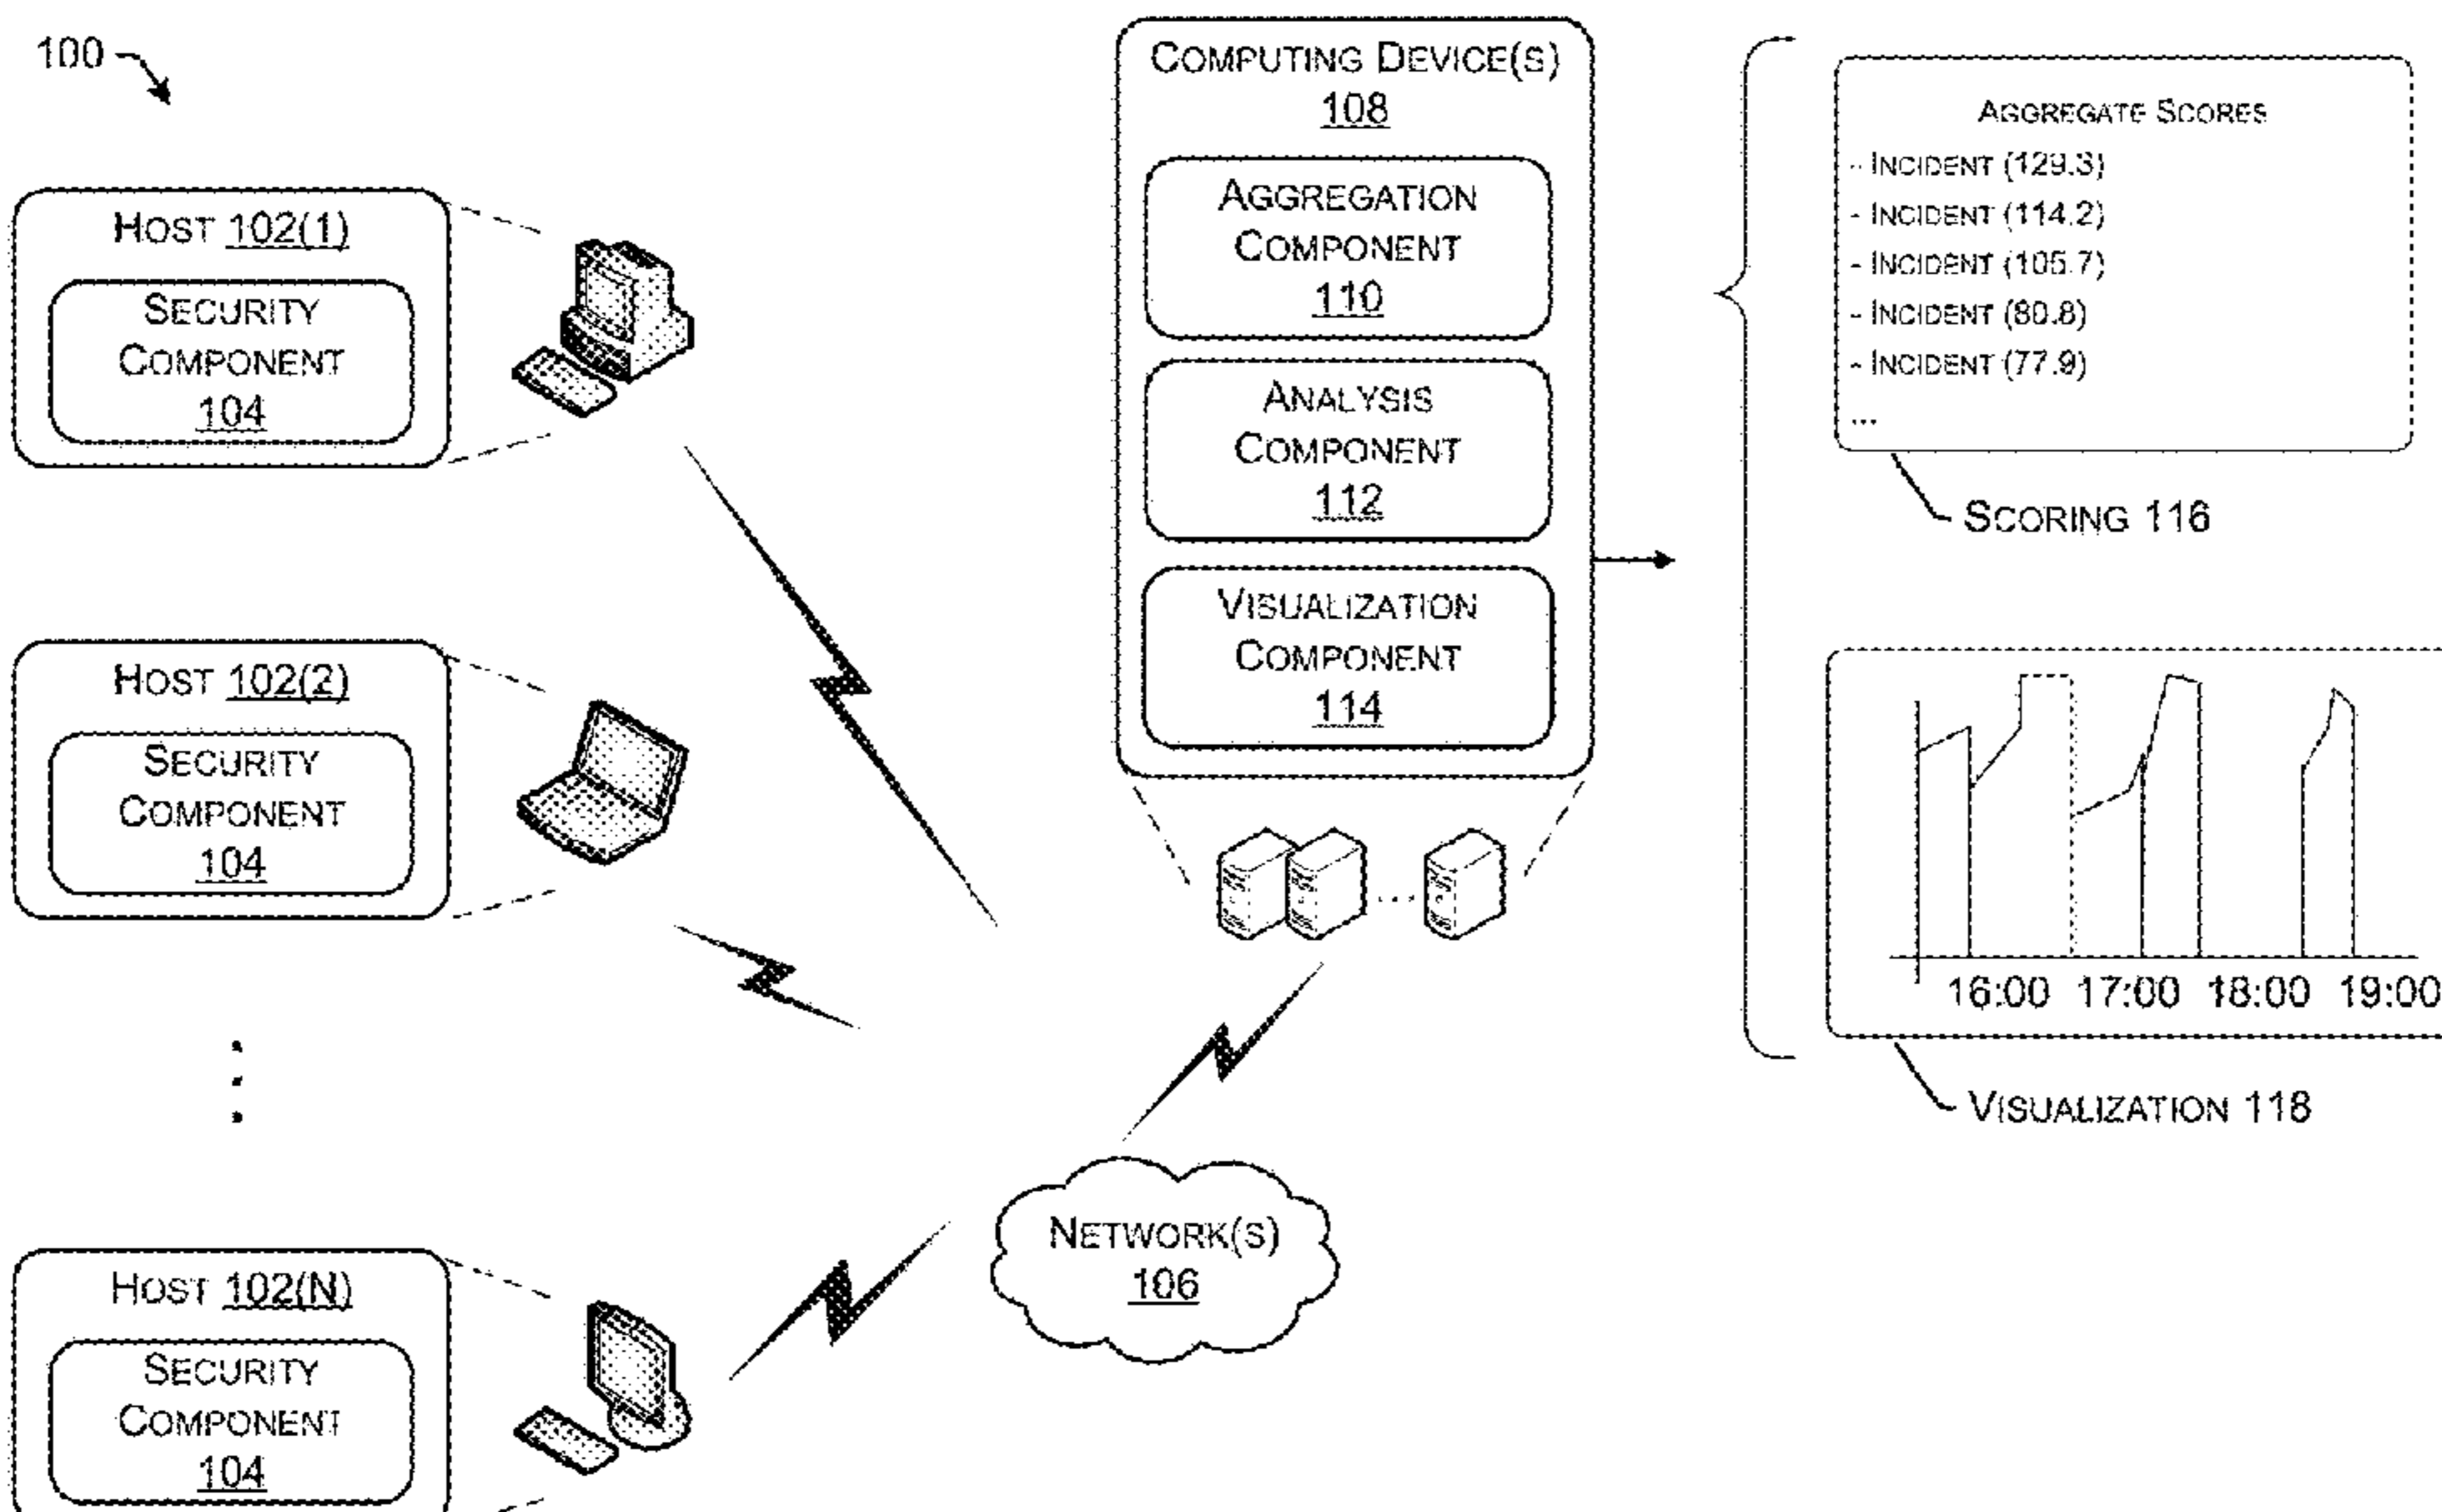 100
HOST 102(1)
SECURITY
COMPONENT
104
HOST 102(2)
SECURITY
COMPONENT
104
HOST 102(N)
SECURITY
COMPONENT
104
NETWORK(S)
106
COMPUTING DEVICE(S)
108
AGGREGATION
COMPONENT
110
ANALYSIS
COMPONENT
112
VISUALIZATION
COMPONENT
114
AGGREGATE SCORES
- INCIDENT (129.3)
- INCIDENT (114.2)
- INCIDENT (105.7)
- INCIDENT (80.8)
- INCIDENT (77.9)
...
SCORING 116
16:00 17:00 18:00 19:00
VISUALIZATION 118